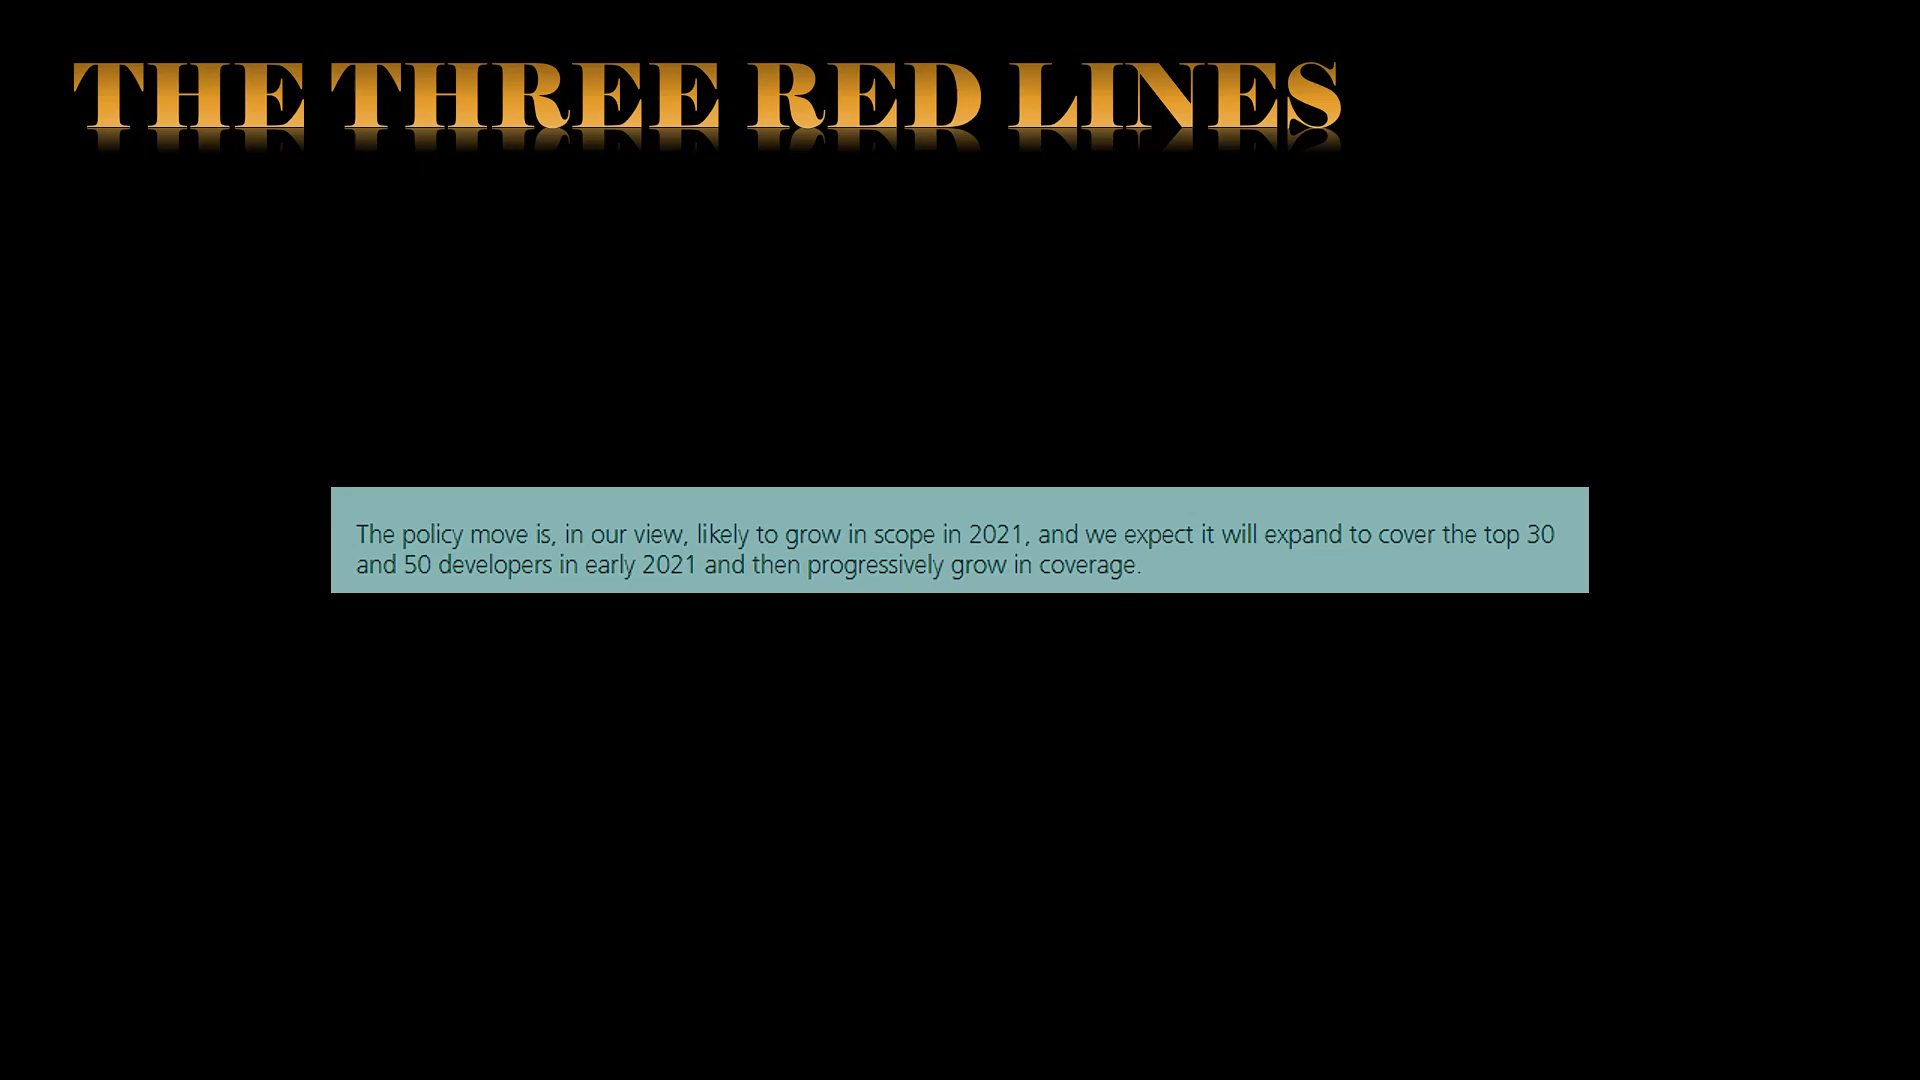 THE THREE RED LINES
The policy move is, in our view, likely to grow in scope in 2021, and we expect it will expand to cover the top 30
and 50 developers in early 2021 and then progressively grow in coverage.